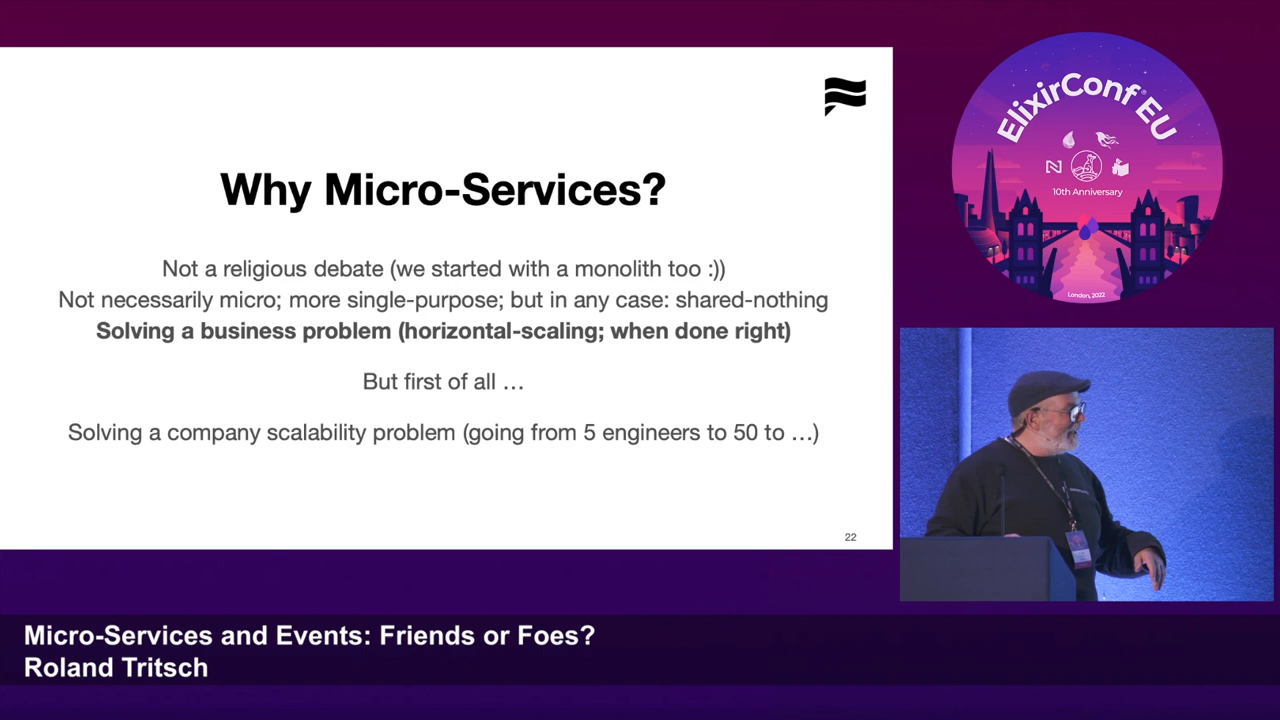 Why Micro-Services?
Not a religious debate (we started with a monolith too :))
Not necessarily micro; more single-purpose; but in any case: shared-nothing
Solving a business problem (horizontal-scaling; when done right)
But first of all …
Solving a company scalability problem (going from 5 engineers to 50 to …)
22
ElixirConf® EU
10th Anniversary
London, 2022
Micro-Services and Events: Friends or Foes?
Roland Tritsch